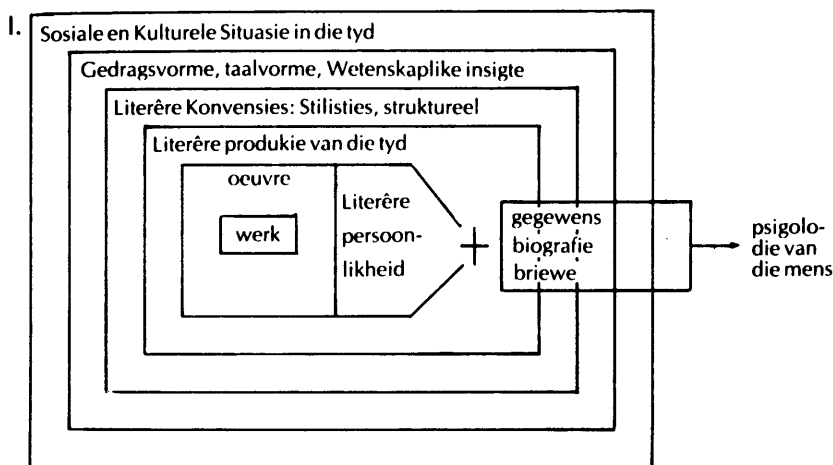 I.
Sosiale en Kulturele Situasie in die tyd
Gedragsvorme, taalvorme, Wetenskaplike insigte
Literêre Konvensies: Stilisties, struktureel
Literêre produkie van die tyd
oeuvre
werk
Literêre
persoon-
likheid
+
gegewens
biografie
briewe
psigolo-
die van
die mens